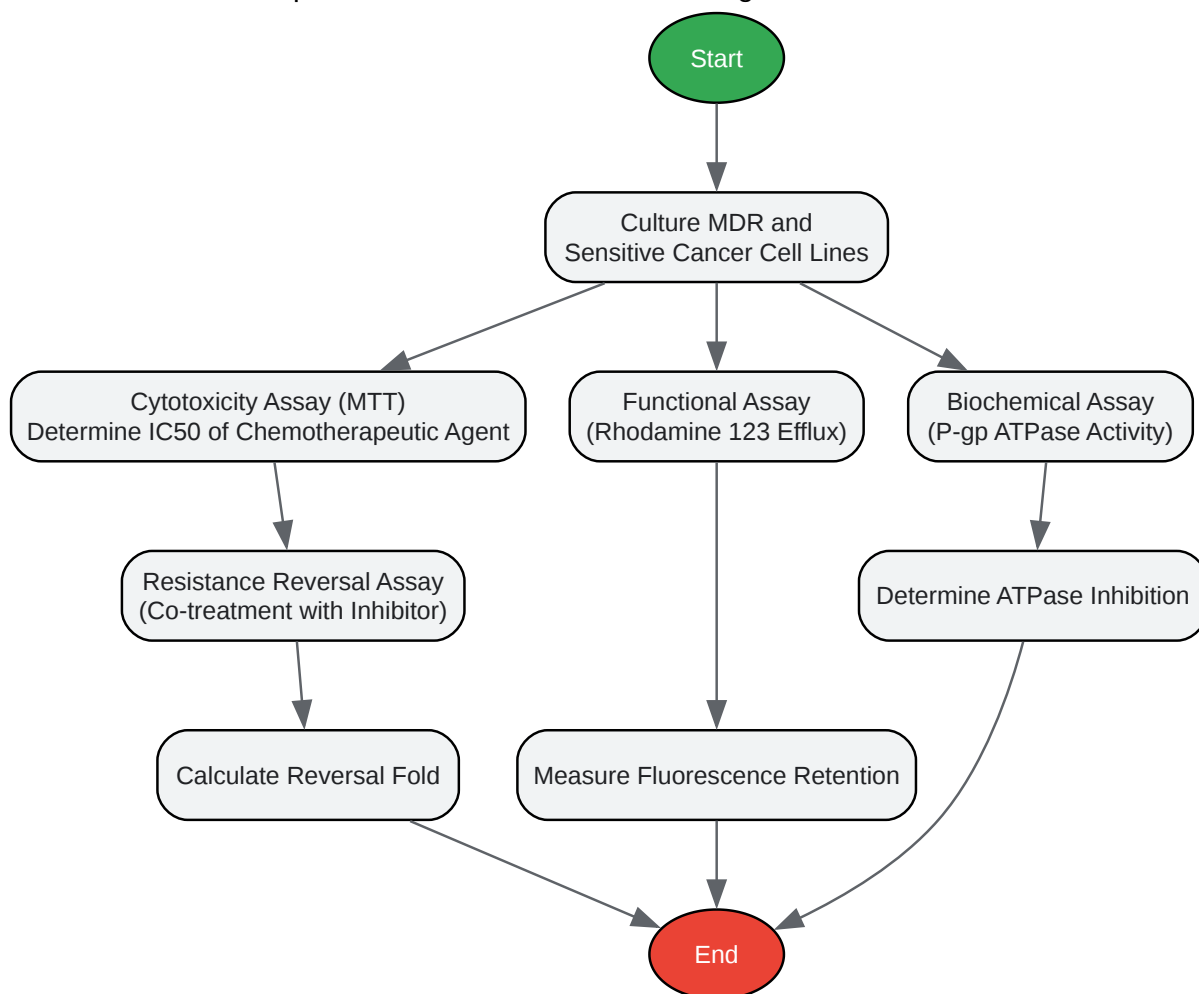 Start
Culture MDR and
Sensitive Cancer Cell Lines
Cytotoxicity Assay (MTT)
Determine IC50 of Chemotherapeutic Agent
Functional Assay
(Rhodamine 123 Efflux)
Biochemical Assay
(P-gp ATPase Activity)
Resistance Reversal Assay
(Co-treatment with Inhibitor)
Determine ATPase Inhibition
Calculate Reversal Fold
Measure Fluorescence Retention
End